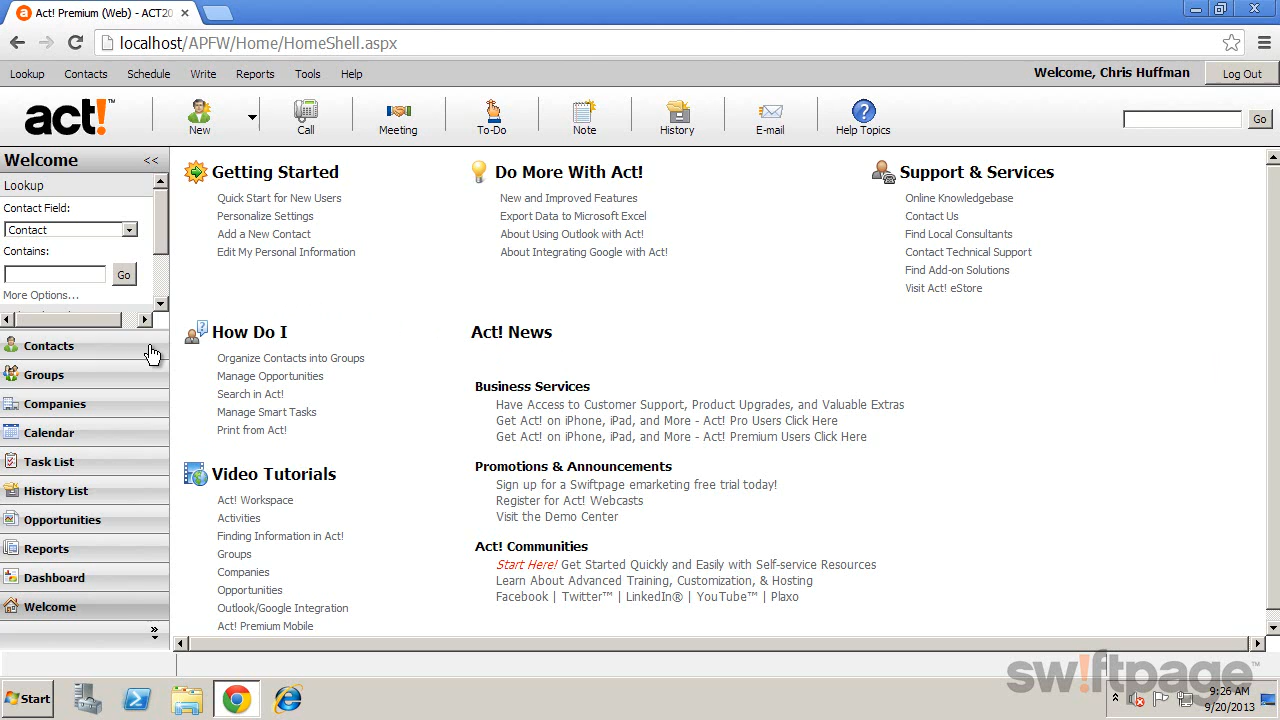 Act! Premium (Web) - ACT20
localhost/APFW/Home/HomeShell.aspx
Lookup Contacts Schedule Write Reports Tools Help Welcome, Chris Huffman Log Out
act!™ New Call Meeting To-Do Note History E-mail Help Topics Go
Welcome <<
Lookup
Contact Field:
Contact
Contains:
Go
More Options...
Contacts
Groups
Companies
Calendar
Task List
History List
Opportunities
Reports
Dashboard
Welcome
Getting Started
Quick Start for New Users
Personalize Settings
Add a New Contact
Edit My Personal Information
Do More With Act!
New and Improved Features
Export Data to Microsoft Excel
About Using Outlook with Act!
About Integrating Google with Act!
Support & Services
Online Knowledgebase
Contact Us
Find Local Consultants
Contact Technical Support
Find Add-on Solutions
Visit Act! eStore
How Do I
Organize Contacts into Groups
Manage Opportunities
Search in Act!
Manage Smart Tasks
Print from Act!
Video Tutorials
Act! Workspace
Activities
Finding Information in Act!
Groups
Companies
Opportunities
Outlook/Google Integration
Act! Premium Mobile
Act! News
Business Services
Have Access to Customer Support, Product Upgrades, and Valuable Extras
Get Act! on iPhone, iPad, and More - Act! Pro Users Click Here
Get Act! on iPhone, iPad, and More - Act! Premium Users Click Here
Promotions & Announcements
Sign up for a Swiftpage emarketing free trial today!
Register for Act! Webcasts
Visit the Demo Center
Act! Communities
Start Here! Get Started Quickly and Easily with Self-service Resources
Learn About Advanced Training, Customization, & Hosting
Facebook | Twitter™ | LinkedIn® | YouTube™ | Plaxo
sw!ftpage™
Start
9:26 AM
9/20/2013